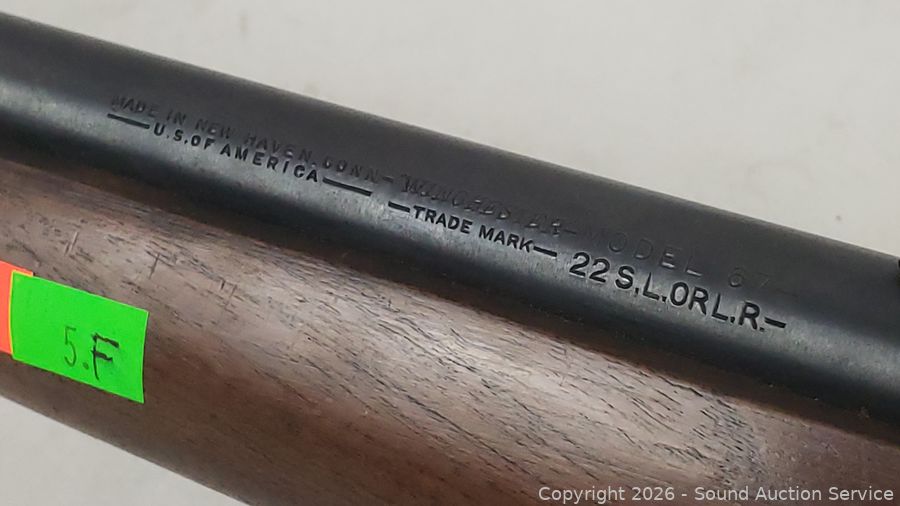 MADE IN NEW HAVEN, CONN- WINCHESTER-MODEL 67-
-U.S. OF AMERICA- -TRADE MARK- 22 S.L.OR L.R.-
5.F
Copyright © 2026 - Sound Auction Service